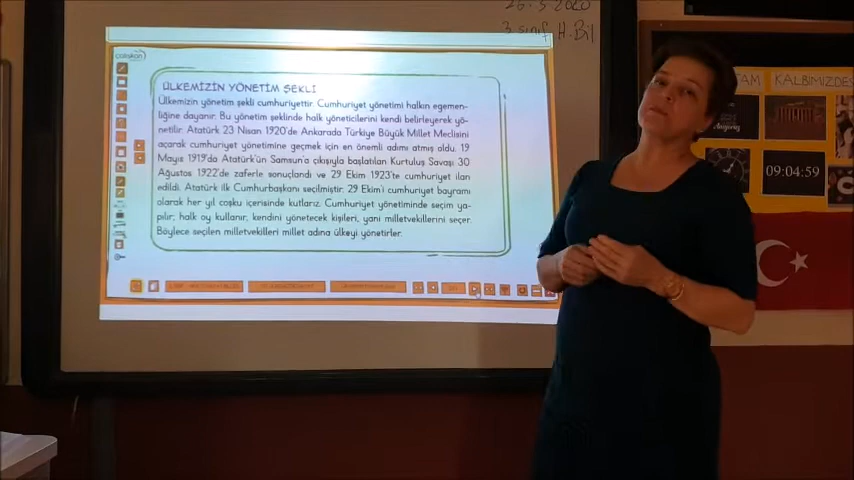 26.5.2020
3.sınıf H.Bil
çalışkan
ÜLKEMİZİN YÖNETİM ŞEKLİ
Ülkemizin yönetim şekli cumhuriyettir. Cumhuriyet yönetimi halkın egemen-
liğine dayanır. Bu yönetim şeklinde halk yöneticilerini kendi belirleyerek yö-
netilir. Atatürk 23 Nisan 1920'de Ankarada Türkiye Büyük Millet Meclisini
açarak cumhuriyet yönetimine geçmek için en önemli adımı atmış oldu. 19
Mayıs 1919'da Atatürk'ün Samsun'a çıkışıyla başlatılan Kurtuluş Savaşı 30
Ağustos 1922'de zaferle sonuçlandı ve 29 Ekim 1923'te cumhuriyet ilan
edildi. Atatürk ilk Cumhurbaşkanı seçilmiştir. 29 Ekim'i cumhuriyet bayramı
olarak her yıl coşku içerisinde kutlarız. Cumhuriyet yönetiminde seçim ya-
pılır, halk oy kullanır, kendini yönetecek kişileri, yani milletvekillerini seçer.
Böylece seçilen milletvekilleri millet adına ülkeyi yönetirler.
KALBİMİZDE
09:04:59